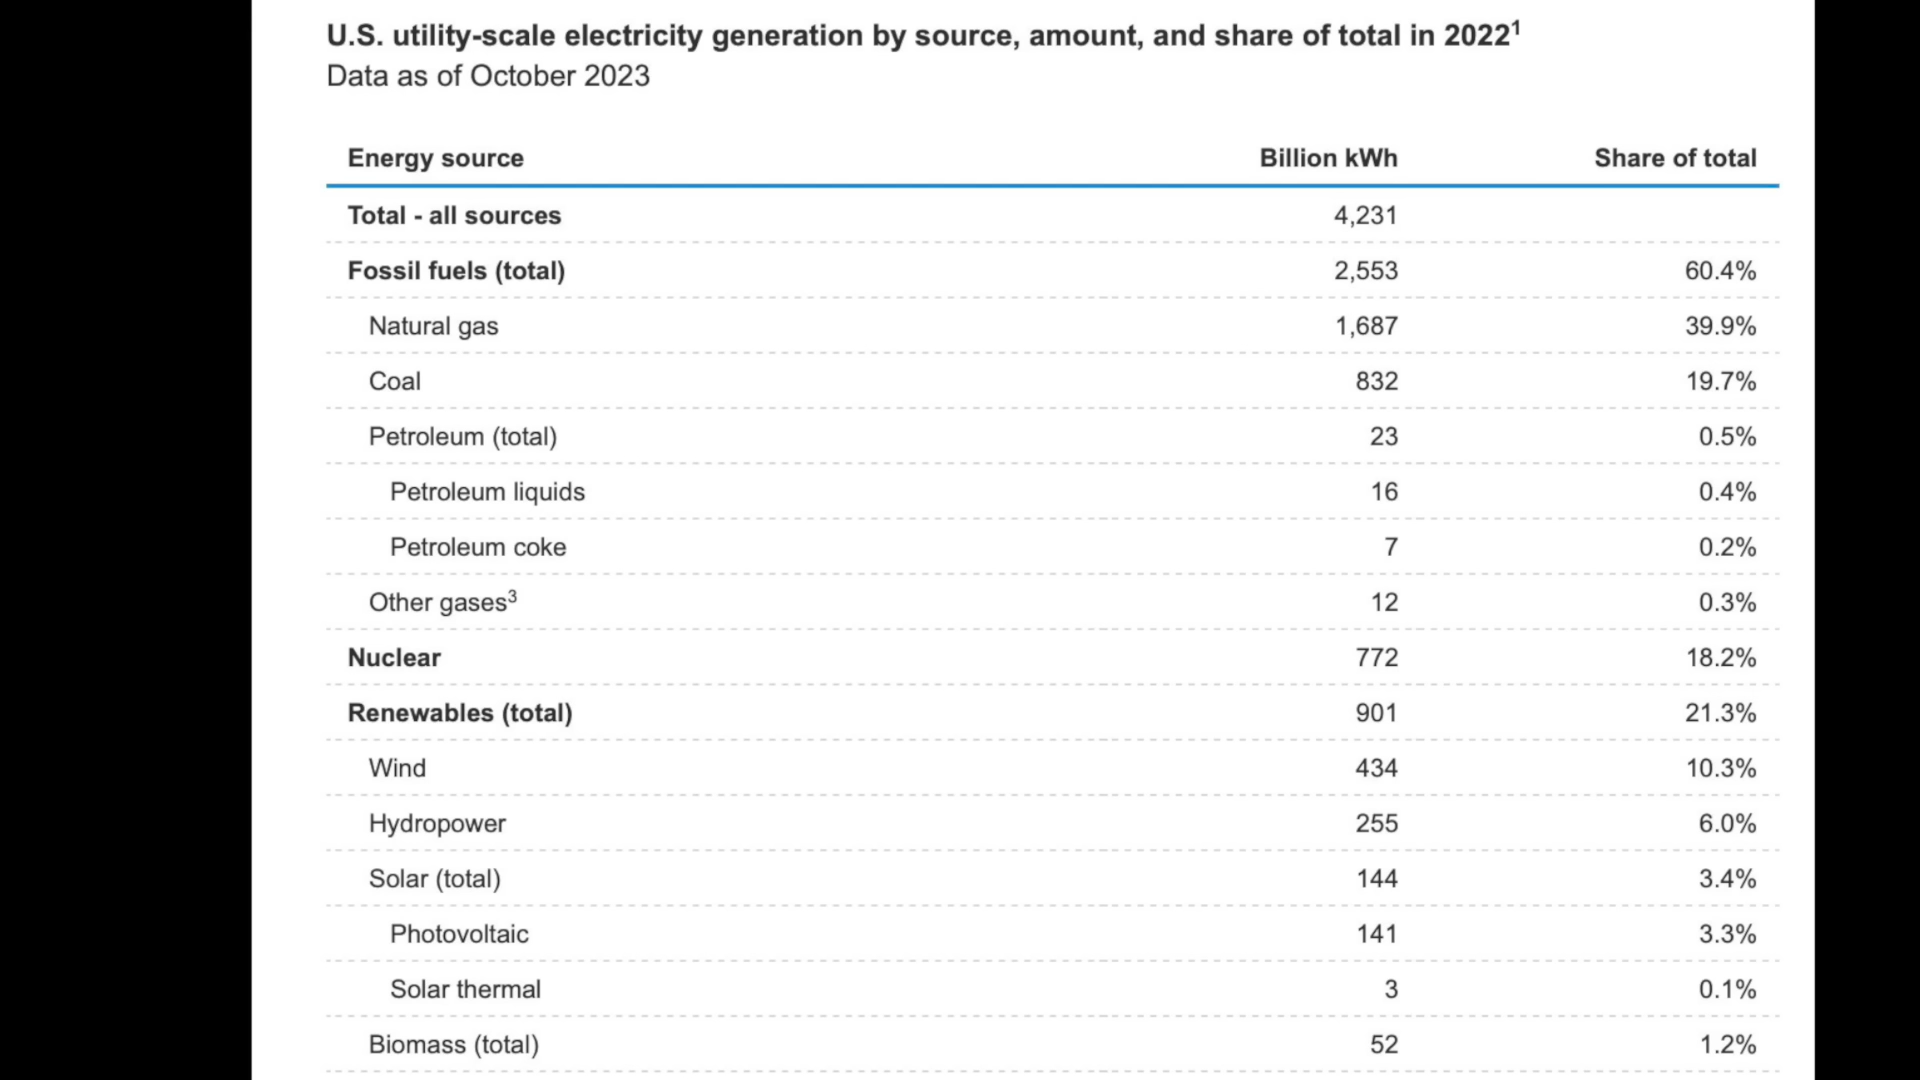 U.S. utility-scale electricity generation by source, amount, and share of total in 2022¹
Data as of October 2023
Energy source Billion kWh Share of total
Total - all sources 4,231
Fossil fuels (total) 2,553 60.4%
Natural gas 1,687 39.9%
Coal 832 19.7%
Petroleum (total) 23 0.5%
Petroleum liquids 16 0.4%
Petroleum coke 7 0.2%
Other gases³ 12 0.3%
Nuclear 772 18.2%
Renewables (total) 901 21.3%
Wind 434 10.3%
Hydropower 255 6.0%
Solar (total) 144 3.4%
Photovoltaic 141 3.3%
Solar thermal 3 0.1%
Biomass (total) 52 1.2%